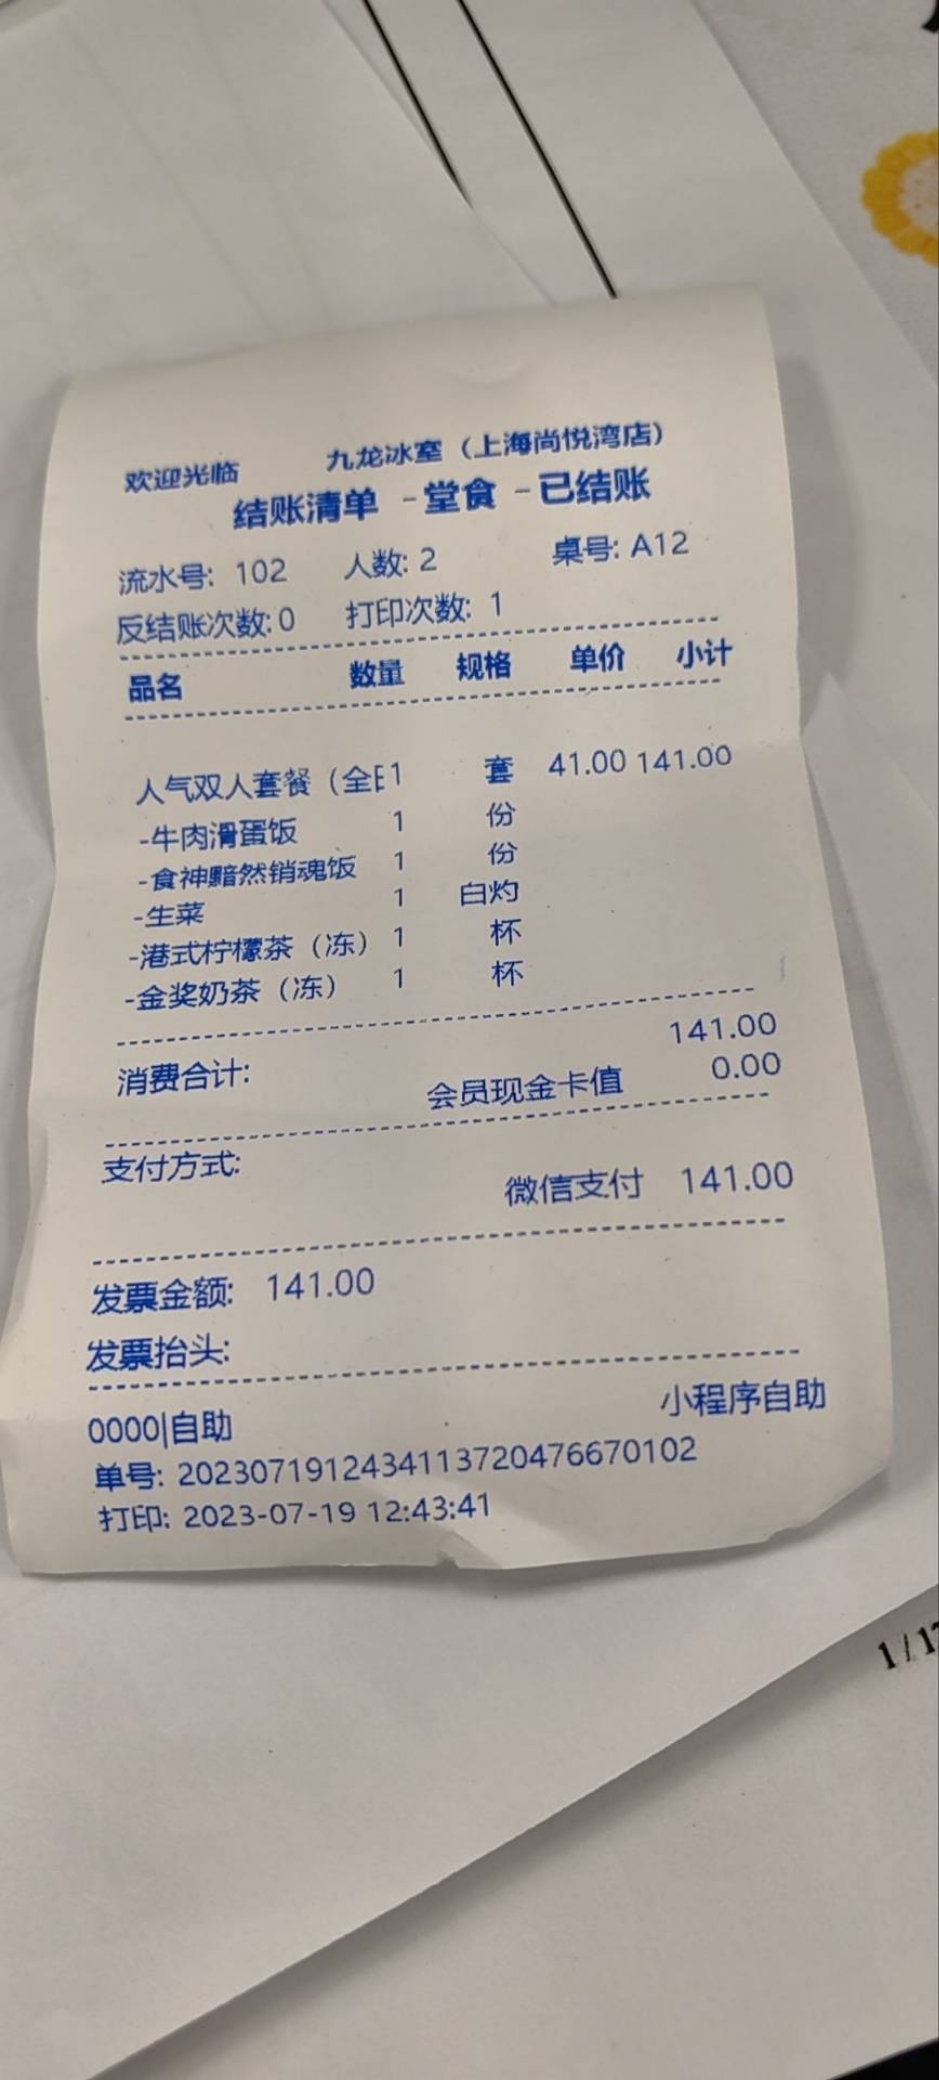 欢迎光临 九龙冰室（上海尚悦湾店）
结账清单 -堂食 -已结账
流水号: 102 人数: 2 桌号: A12
反结账次数: 0 打印次数: 1
品名 数量 规格 单价 小计
人气双人套餐（全 1 套 41.00 141.00
-牛肉滑蛋饭 1 份
-食神黯然销魂饭 1 份
-生菜 1 白灼
-港式柠檬茶（冻） 1 杯
-金奖奶茶（冻） 1 杯
消费合计: 141.00
会员现金卡值 0.00
支付方式:
微信支付 141.00
发票金额: 141.00
发票抬头:
0000|自助 小程序自助
单号: 2023071912434113720476670102
打印: 2023-07-19 12:43:41